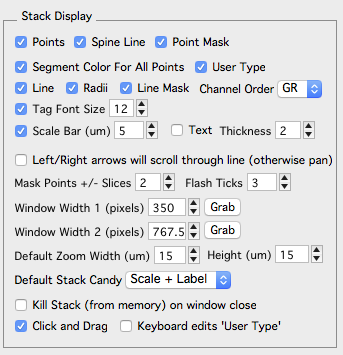 Stack Display
Points Spine Line Point Mask
Segment Color For All Points User Type
Line Radii Line Mask Channel Order GR
Tag Font Size 12
Scale Bar (um) 5 Text Thickness 2
Left/Right arrows will scroll through line (otherwise pan)
Mask Points +/- Slices 2 Flash Ticks 3
Window Width 1 (pixels) 350 Grab
Window Width 2 (pixels) 767.5 Grab
Default Zoom Width (um) 15 Height (um) 15
Default Stack Candy Scale + Label
Kill Stack (from memory) on window close
Click and Drag Keyboard edits 'User Type'